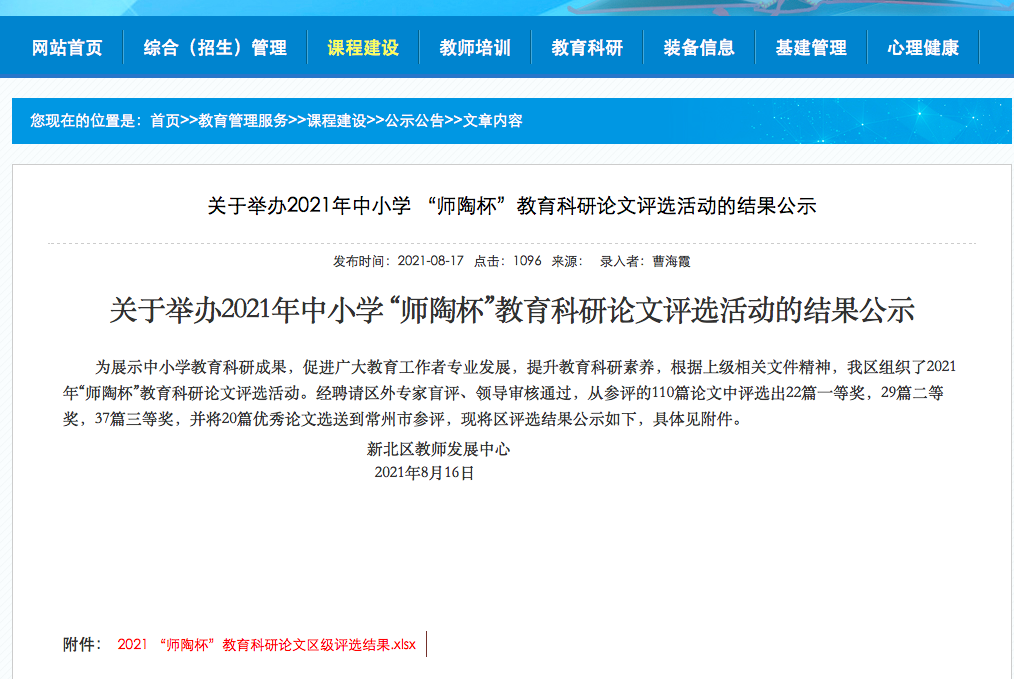 网站首页 综合（招生）管理 课程建设 教师培训 教育科研 装备信息 基建管理 心理健康
您现在的位置是：首页>>教育管理服务>>课程建设>>公示公告>>文章内容
关于举办2021年中小学 “师陶杯”教育科研论文评选活动的结果公示
发布时间：2021-08-17 点击：1096 来源： 录入者：曹海霞
关于举办2021年中小学 “师陶杯”教育科研论文评选活动的结果公示
为展示中小学教育科研成果，促进广大教育工作者专业发展，提升教育科研素养，根据上级相关文件精神，我区组织了2021
年“师陶杯”教育科研论文评选活动。经聘请区外专家盲评、领导审核通过，从参评的110篇论文中评选出22篇一等奖，29篇二等
奖，37篇三等奖，并将20篇优秀论文选送到常州市参评，现将区评选结果公示如下，具体见附件。
新北区教师发展中心
2021年8月16日
附件： 2021 “师陶杯”教育科研论文区级评选结果.xlsx